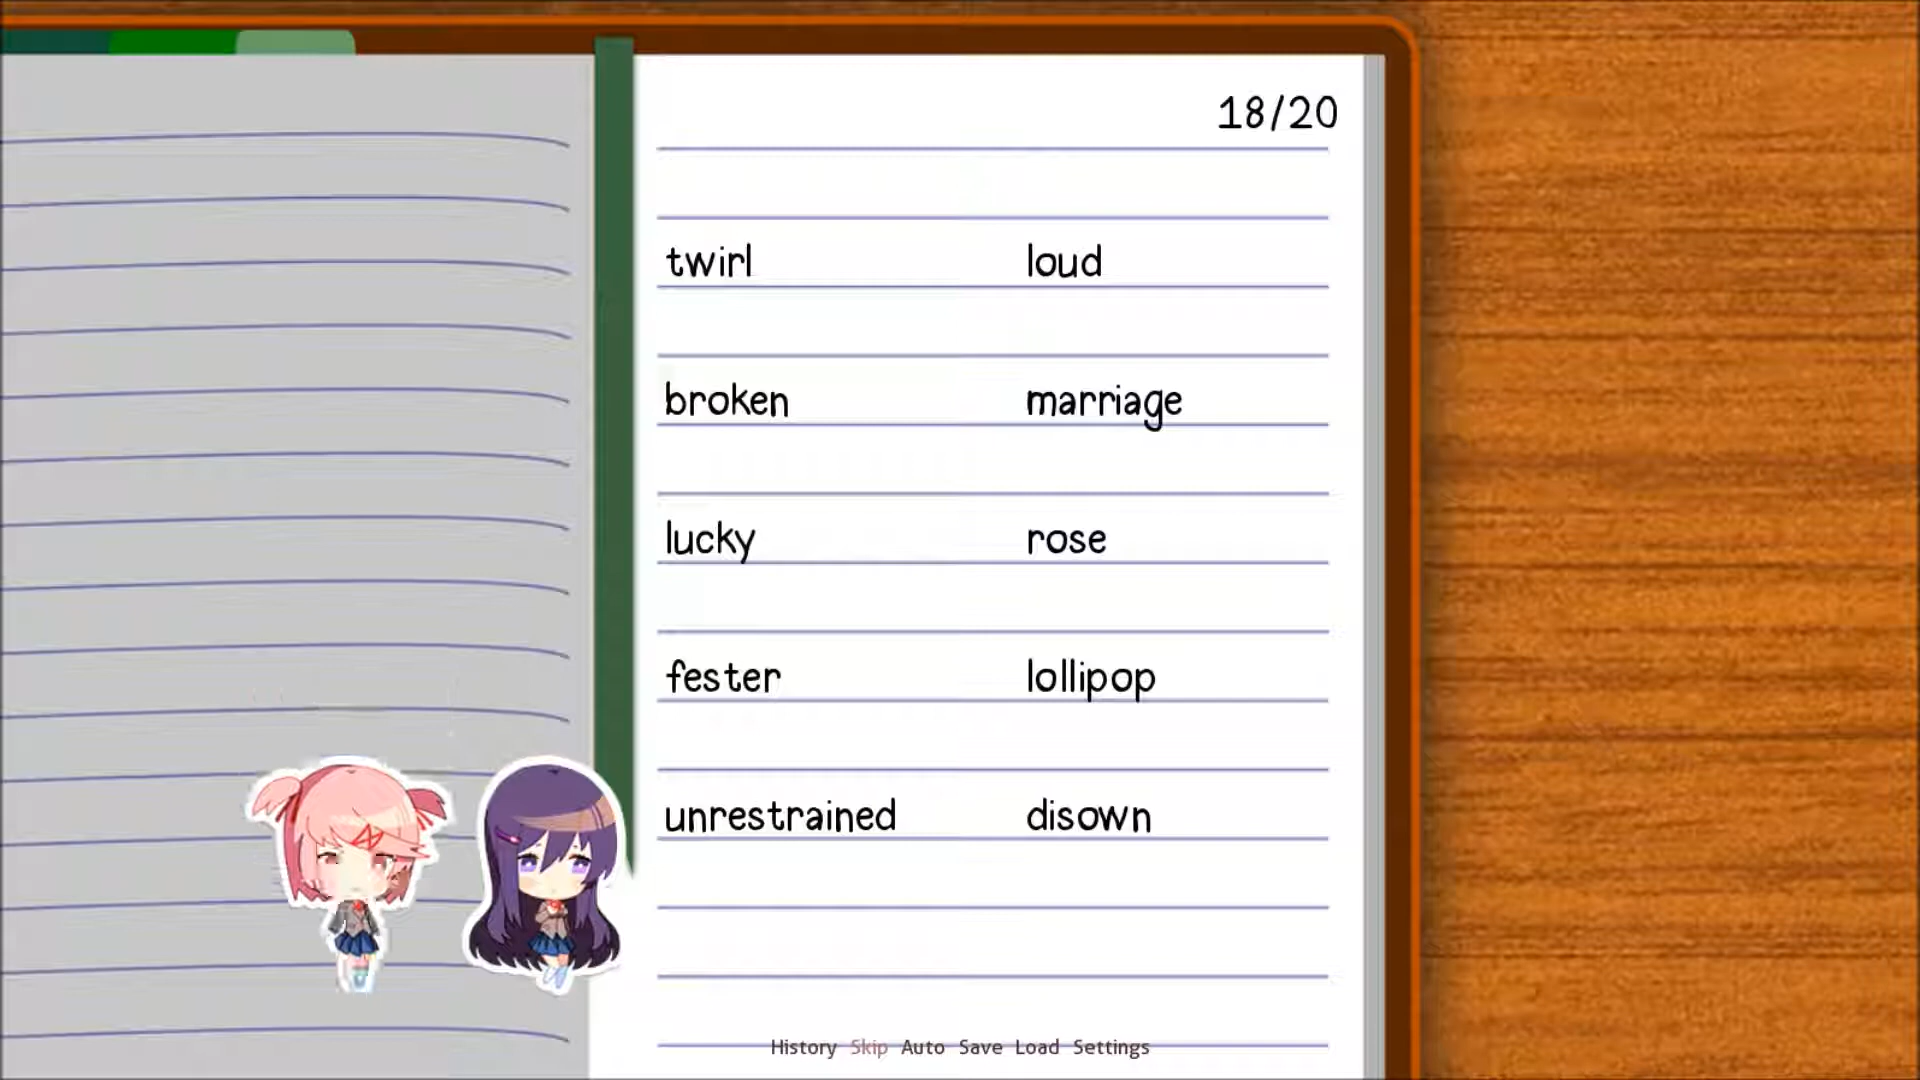 18/20
twirl loud
broken marriage
lucky rose
fester lollipop
unrestrained disown
History Skip Auto Save Load Settings